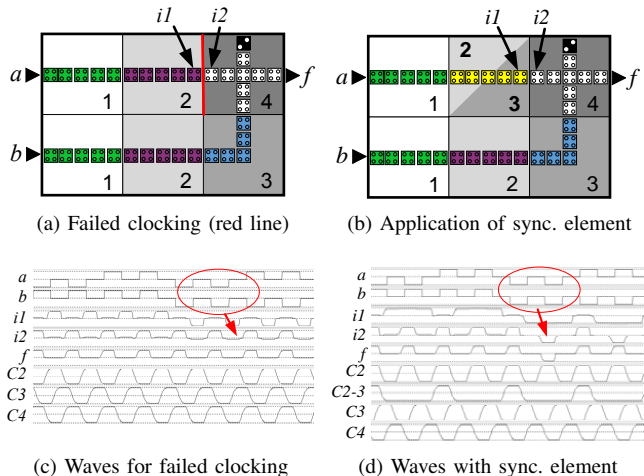 i1 i2
a 1 2 4 f
b 1 2 3
(a) Failed clocking (red line)
i1 i2
2
a 1 3 4 f
b 1 2 3
(b) Application of sync. element
a
b
i1
i2
f
C2
C3
C4
(c) Waves for failed clocking
a
b
i1
i2
f
C2
C2-3
C3
C4
(d) Waves with sync. element